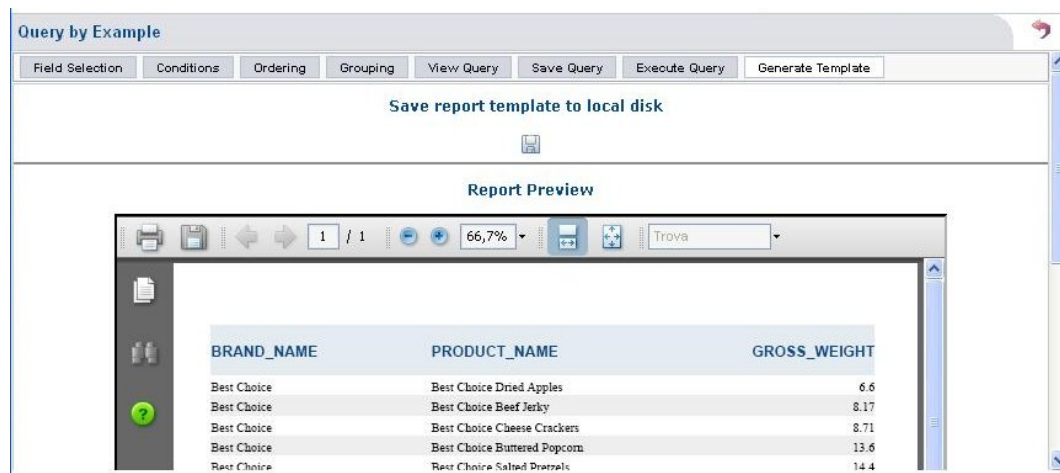 Query by Example
Field Selection Conditions Ordering Grouping View Query Save Query Execute Query Generate Template
Save report template to local disk
Report Preview
1 / 1 66,7% Trova
BRAND_NAME PRODUCT_NAME GROSS_WEIGHT
Best Choice Best Choice Dried Apples 6.6
Best Choice Best Choice Beef Jerky 8.17
Best Choice Best Choice Cheese Crackers 8.71
Best Choice Best Choice Buttered Popcorn 13.6
Best Choice Best Choice Salted Pretzels 14.4